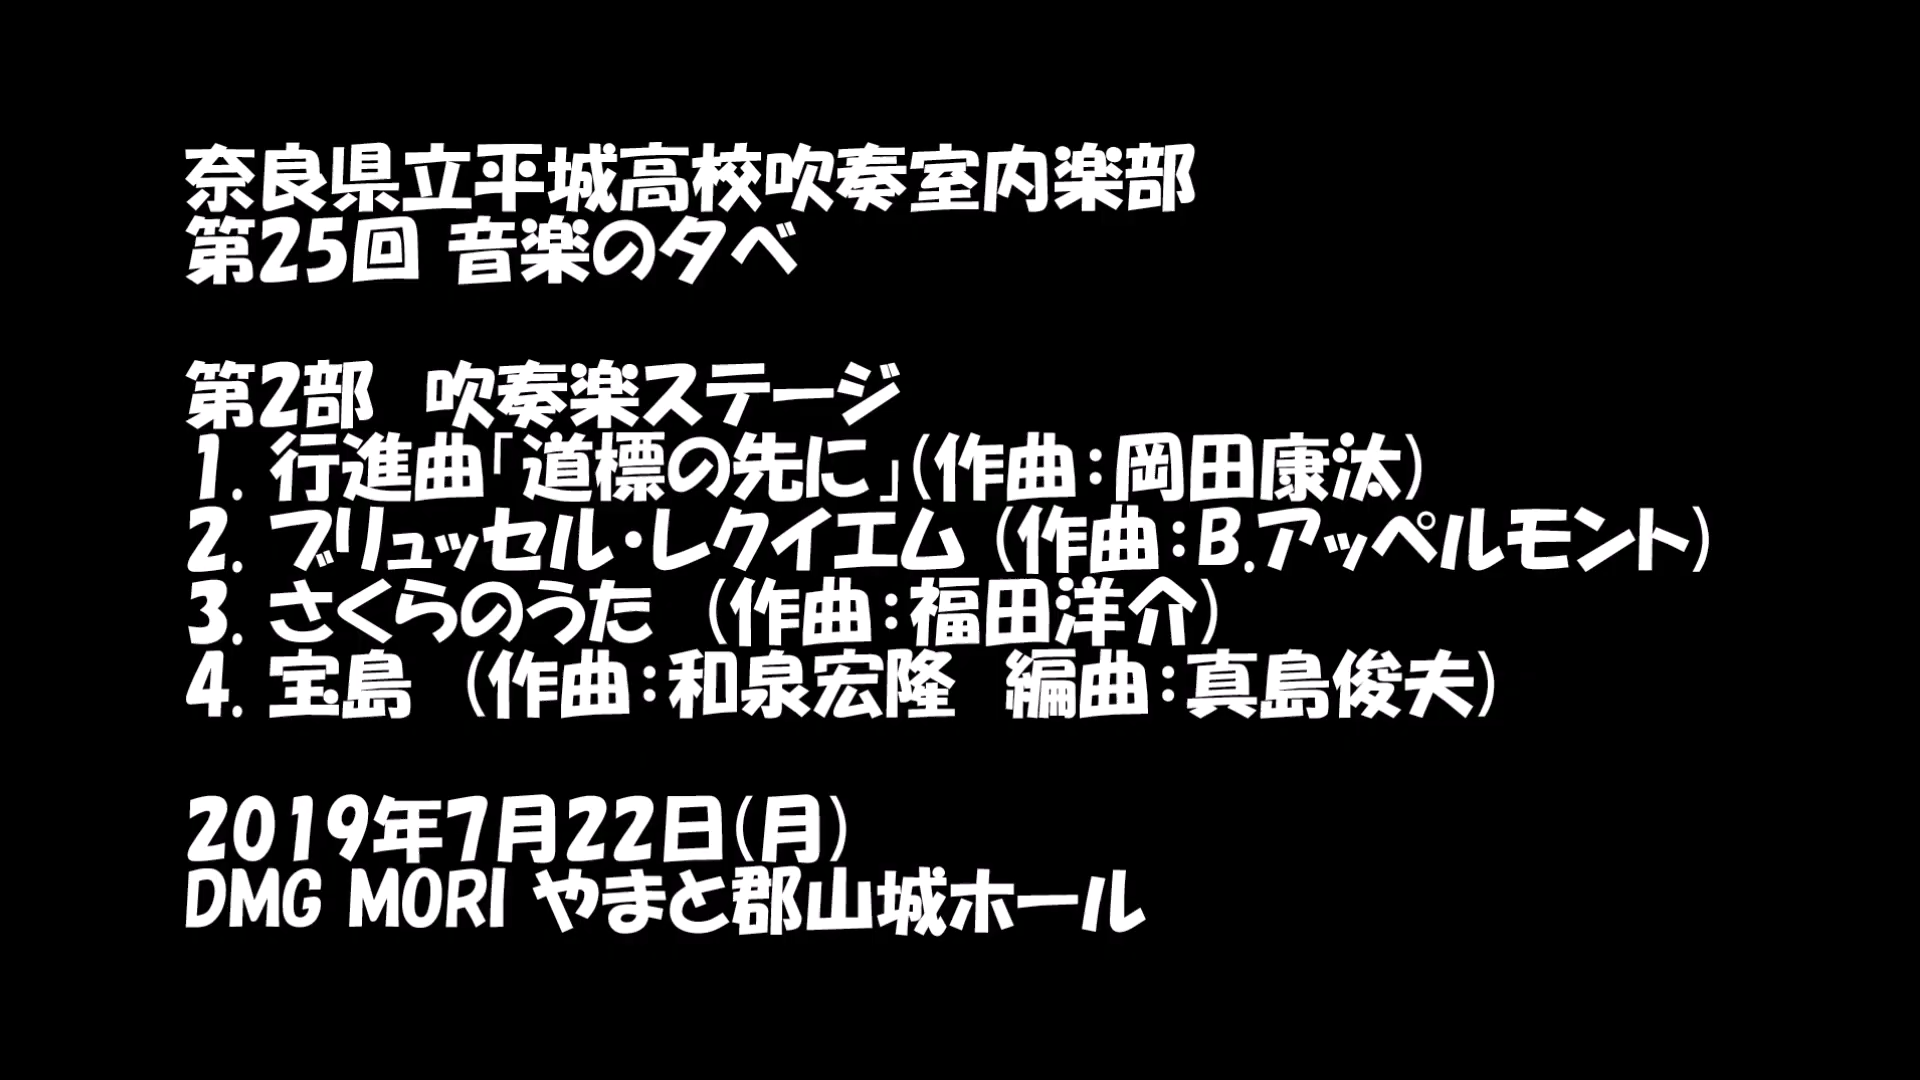 奈良県立平城高校吹奏室内楽部
第25回 音楽の夕べ
第2部　吹奏楽ステージ
1. 行進曲「道標の先に」(作曲：岡田康汰)
2. ブリュッセル・レクイエム (作曲：B.アッペルモント)
3. さくらのうた　(作曲：福田洋介)
4. 宝島　(作曲：和泉宏隆　編曲：真島俊夫)
2019年7月22日(月)
DMG MORI やまと郡山城ホール